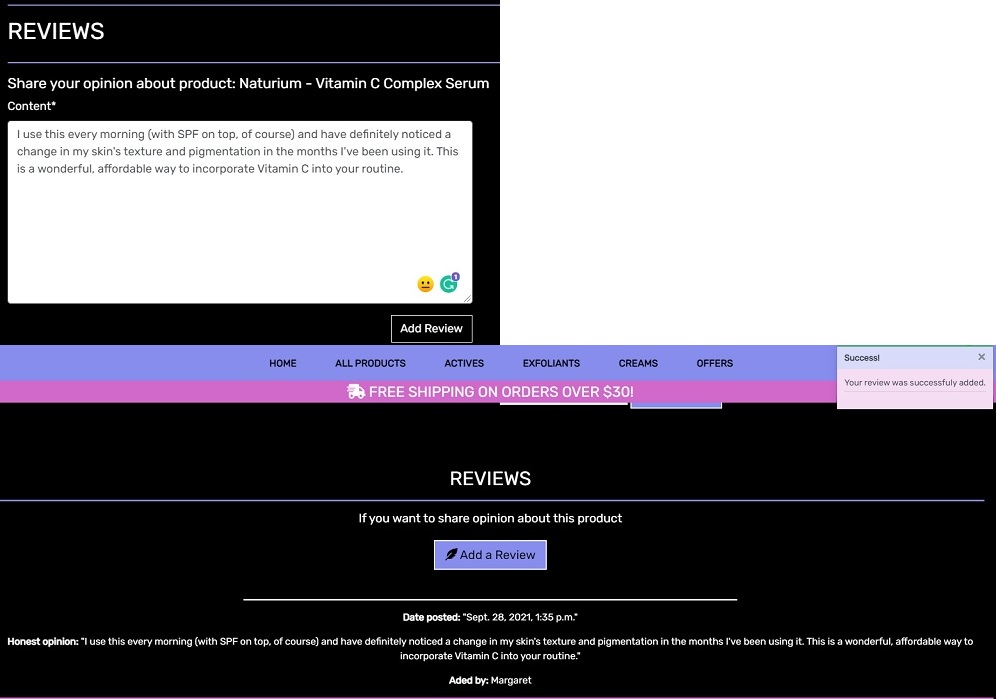 REVIEWS
Share your opinion about product: Naturium - Vitamin C Complex Serum
Content*
I use this every morning (with SPF on top, of course) and have definitely noticed a
change in my skin's texture and pigmentation in the months I've been using it. This
is a wonderful, affordable way to incorporate Vitamin C into your routine.
1
Add Review
HOME ALL PRODUCTS ACTIVES EXFOLIANTS CREAMS OFFERS
Success! ×
Your review was successfuly added.
FREE SHIPPING ON ORDERS OVER $30!
REVIEWS
If you want to share opinion about this product
Add a Review
Date posted: "Sept. 28, 2021, 1:35 p.m."
Honest opinion: "I use this every morning (with SPF on top, of course) and have definitely noticed a change in my skin's texture and pigmentation in the months I've been using it. This is a wonderful, affordable way to
incorporate Vitamin C into your routine."
Aded by: Margaret